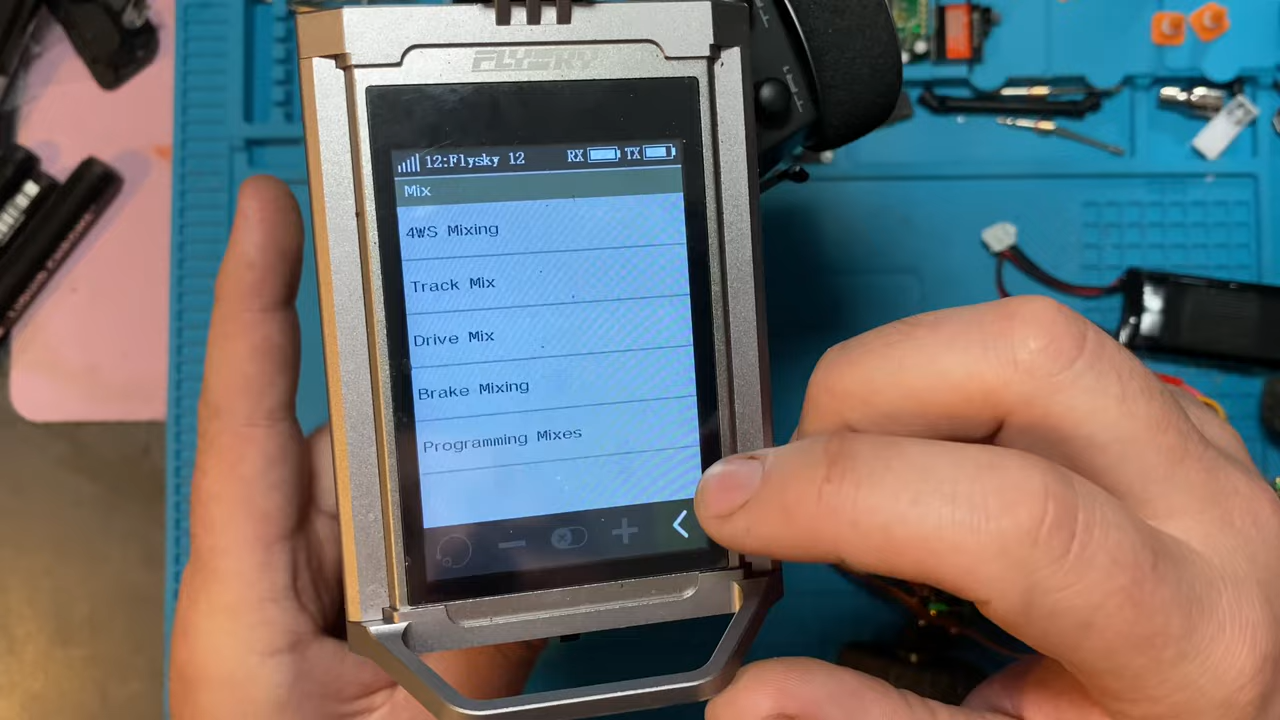 FLYSKY
12:Flysky 12 RX TX
Mix
4WS Mixing
Track Mix
Drive Mix
Brake Mixing
Programming Mixes